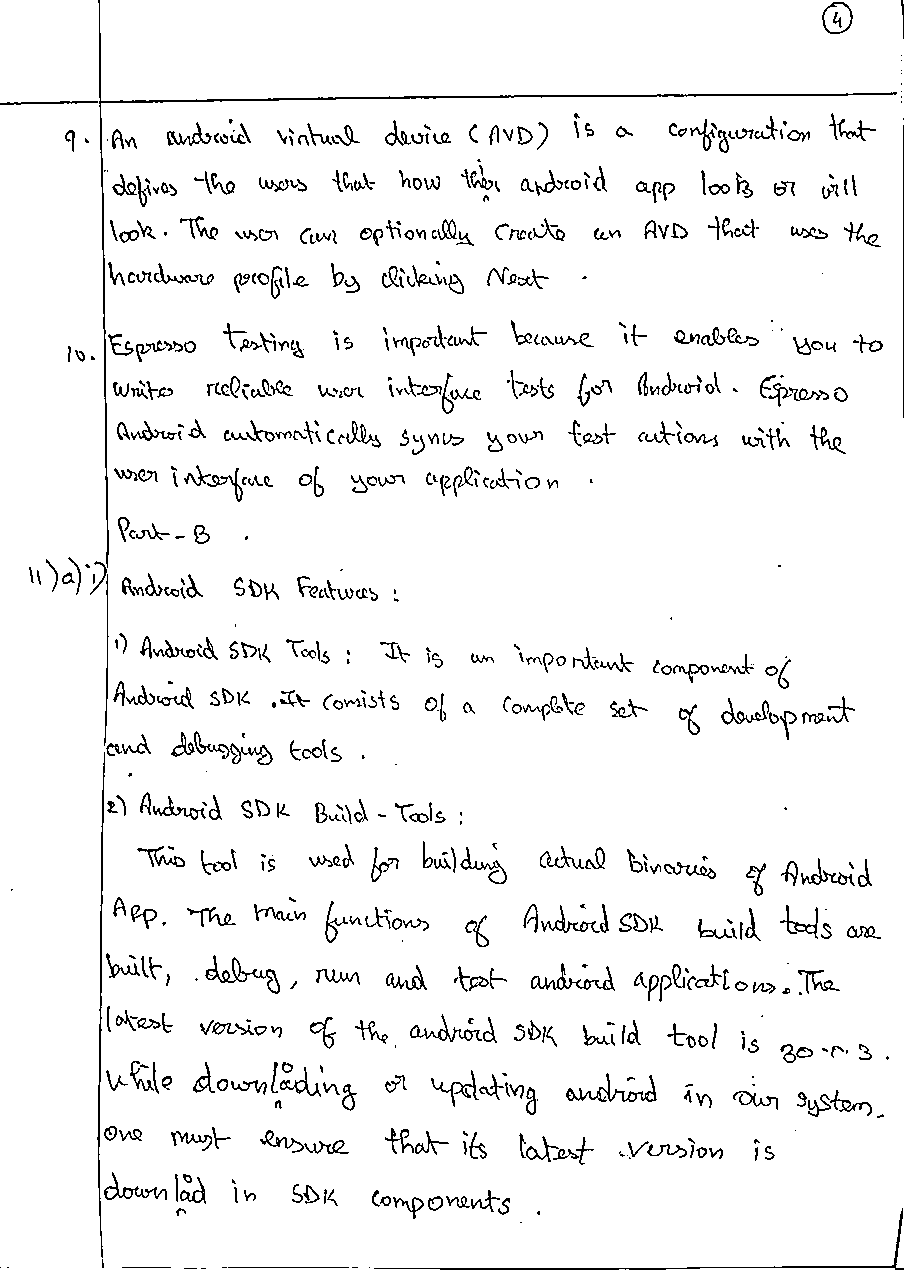 4
9. An android virtual device (AVD) is a configuration that
defines the users that how their android app looks or will
look. The user can optionally create an AVD that uses the
hardware profile by clicking Next .
10. Espresso testing is important because it enables you to
write reliable user interface tests for Android. Espresso
Android automatically syncs your test actions with the
user interface of your application .
Part - B .
11) a) i) Android SDK Features :
1) Android SDK Tools : It is an important component of
Android SDK . It consists of a complete set of development
and debugging tools .
2) Android SDK Build - Tools :
This tool is used for building actual binaries of Android
App. The main functions of Android SDK build tools are
built, debug, run and test android applications. The
latest version of the android SDK build tool is 30.0.3.
While downloading or updating android in our system,
one must ensure that its latest version is
download in SDK components .